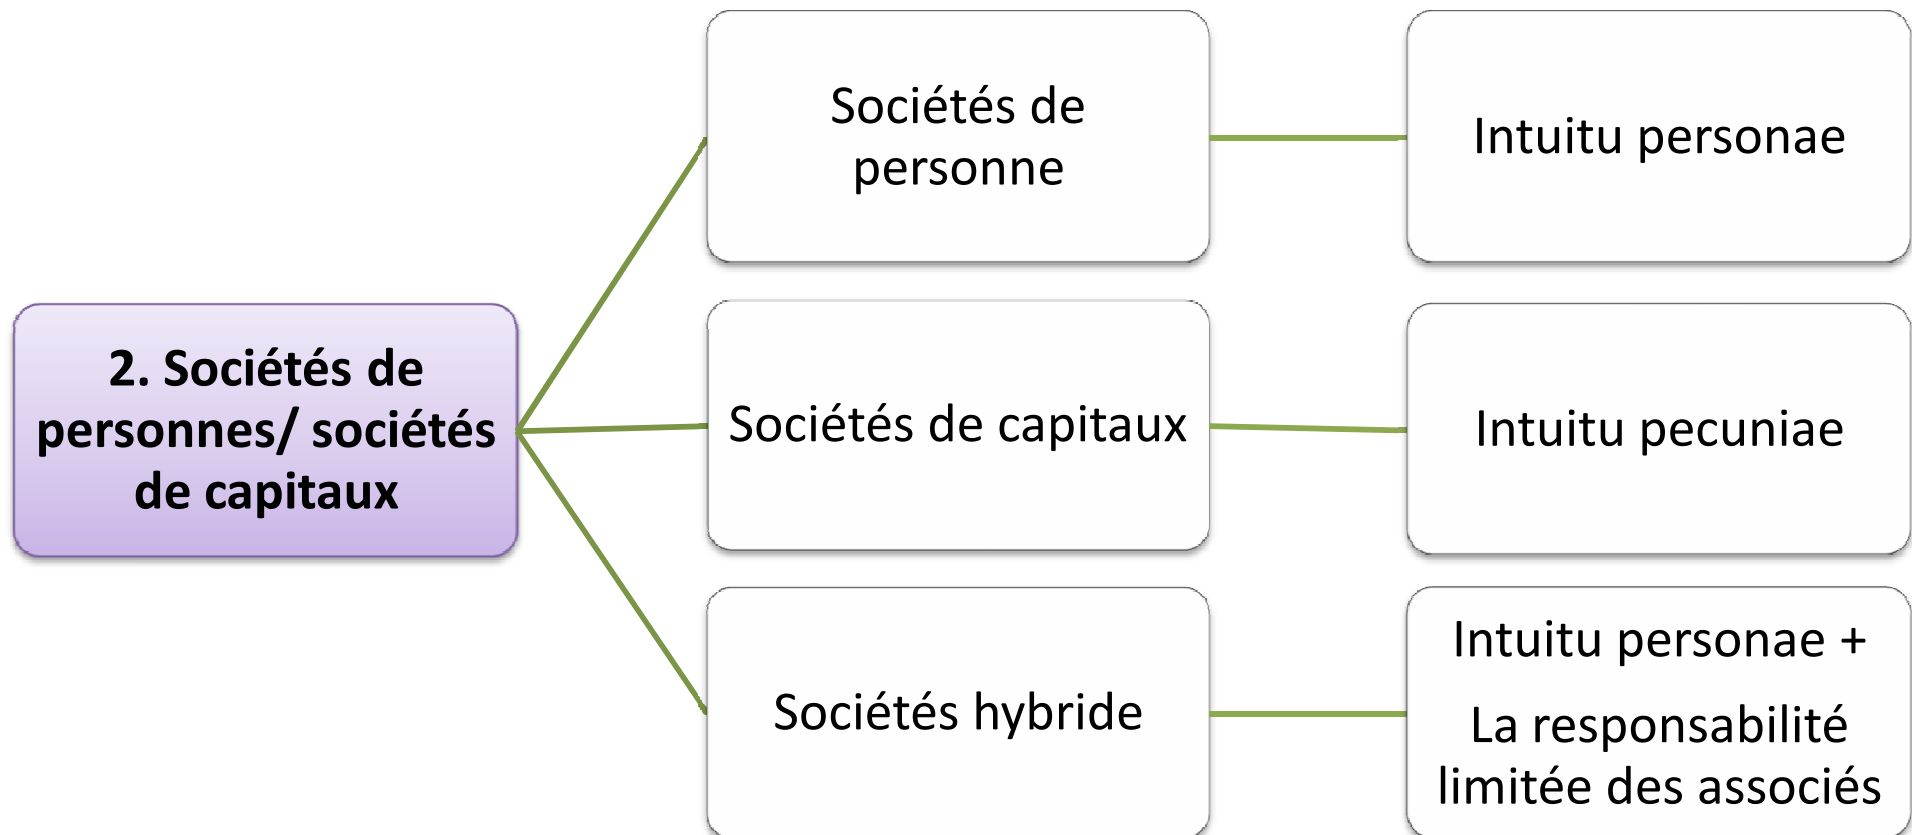 2. Sociétés de
personnes/ sociétés
de capitaux
Sociétés de
personne
Intuitu personae
Sociétés de capitaux
Intuitu pecuniae
Sociétés hybride
Intuitu personae +
La responsabilité
limitée des associés